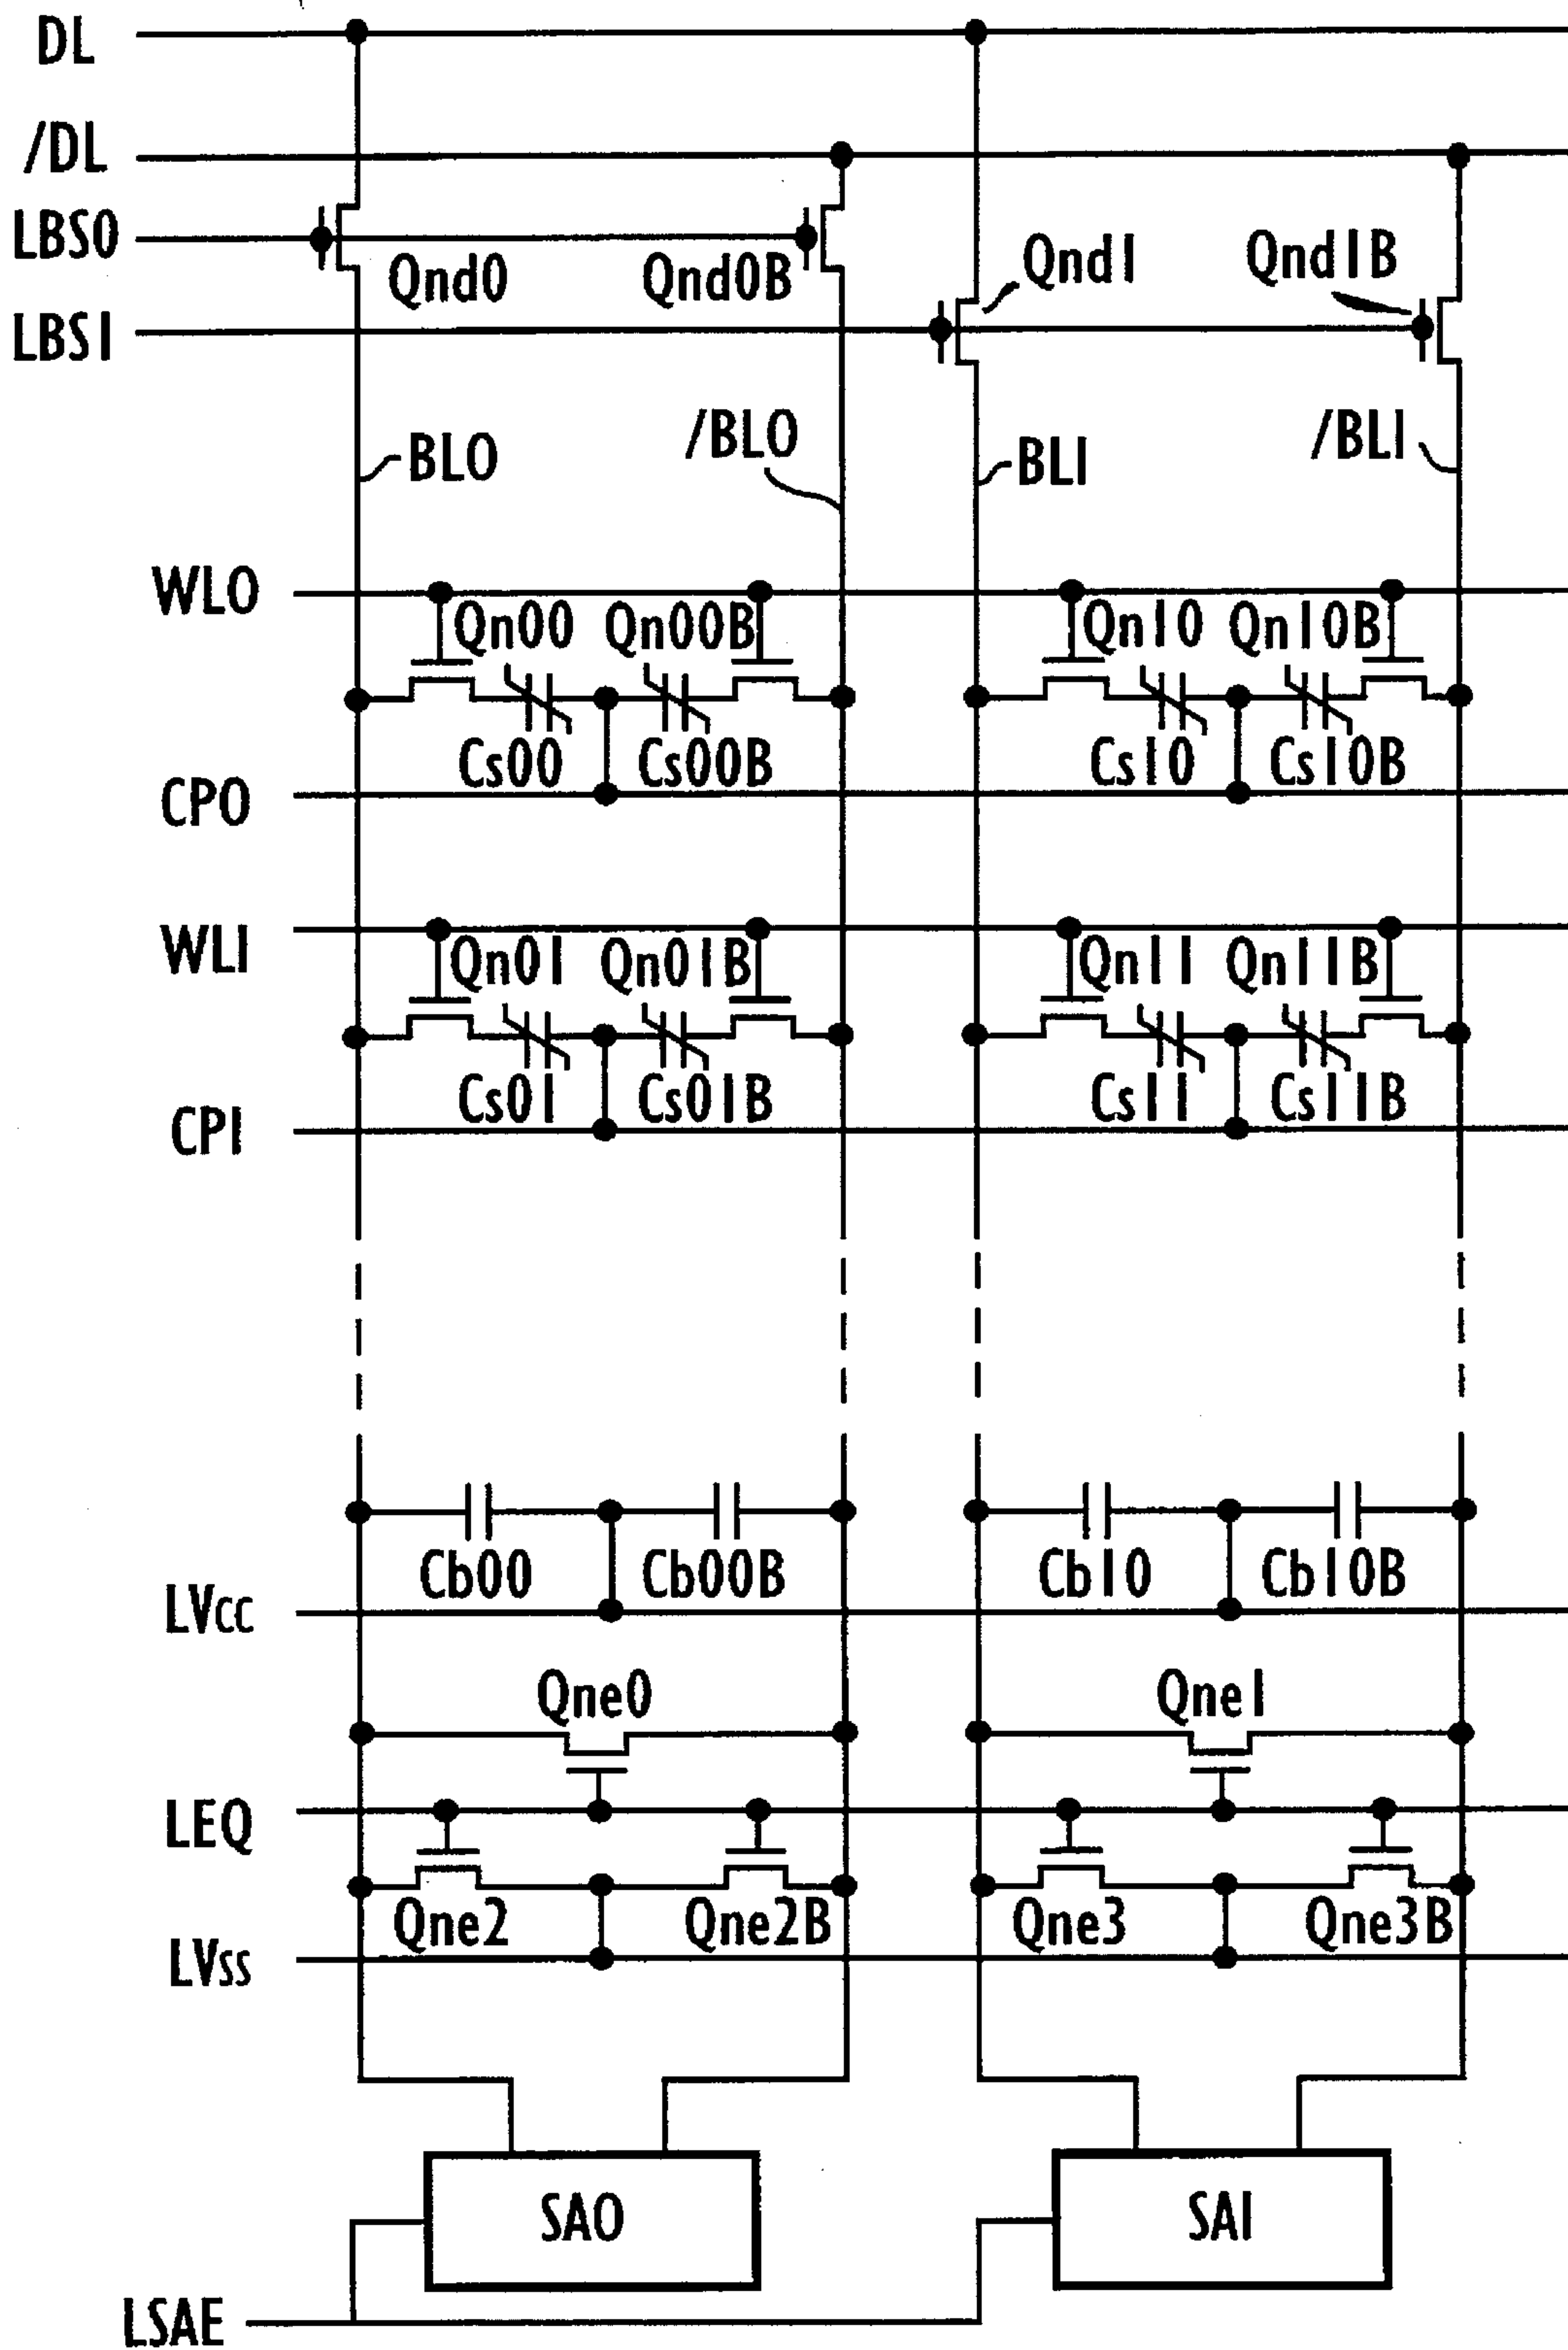 DL
/DL
LBS0
Qnd0 Qnd0B Qnd1 Qnd1B
LBS1
BL0 /BL0 BL1 /BL1
WL0
Qn00 Qn00B Qn10 Qn10B
Cs00 Cs00B Cs10 Cs10B
CP0
WL1
Qn01 Qn01B Qn11 Qn11B
Cs01 Cs01B Cs11 Cs11B
CP1
Cb00 Cb00B Cb10 Cb10B
LVCC
Qne0 Qne1
LEQ
Qne2 Qne2B Qne3 Qne3B
LVSS
SA0 SA1
LSAE